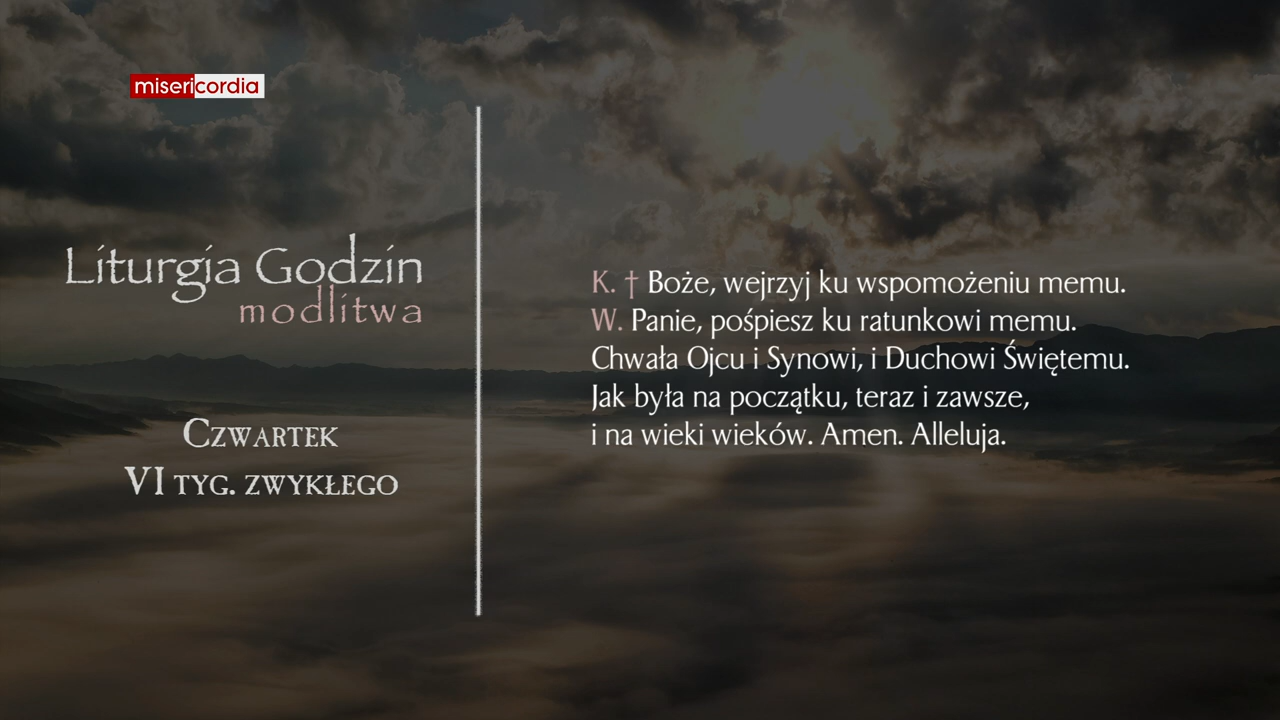 misericordia
Liturgia Godzin
modlitwa
Czwartek
VI tyg. zwykłego
K. † Boże, wejrzyj ku wspomożeniu memu.
W. Panie, pośpiesz ku ratunkowi memu.
Chwała Ojcu i Synowi, i Duchowi Świętemu.
Jak była na początku, teraz i zawsze,
i na wieki wieków. Amen. Alleluja.